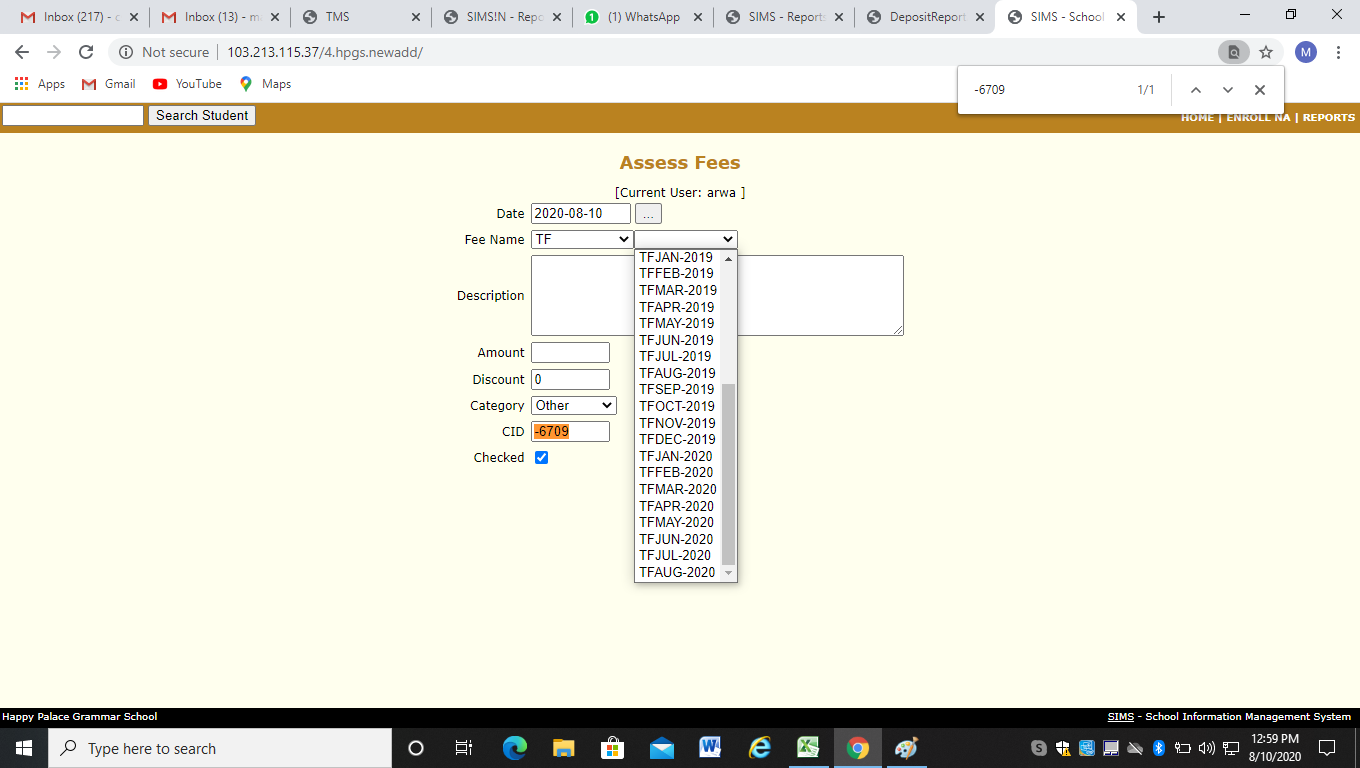 Inbox (217) - c
Inbox (13) - m
TMS
SIMS!N - Repo
(1) WhatsApp
SIMS - Reports
DepositReport
SIMS - School
Not secure | 103.213.115.37/4.hpgs.newadd/
M
Apps
Gmail
YouTube
Maps
-6709
1/1
Search Student
HOME | ENROLL NA | REPORTS
Assess Fees
[Current User: arwa ]
Date 2020-08-10 ...
Fee Name TF
TFJAN-2019
TFFEB-2019
TFMAR-2019
TFAPR-2019
TFMAY-2019
TFJUN-2019
TFJUL-2019
TFAUG-2019
TFSEP-2019
TFOCT-2019
TFNOV-2019
TFDEC-2019
TFJAN-2020
TFFEB-2020
TFMAR-2020
TFAPR-2020
TFMAY-2020
TFJUN-2020
TFJUL-2020
TFAUG-2020
Description
Amount
Discount 0
Category Other
CID -6709
Checked
Happy Palace Grammar School
SIMS - School Information Management System
Type here to search
12:59 PM
8/10/2020